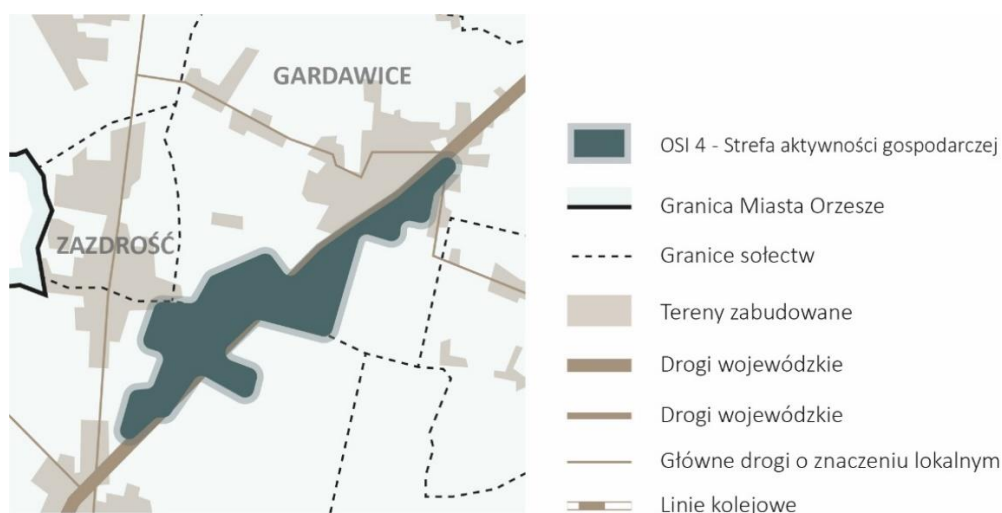 GARDAWICE
ZAZDROŚĆ
OSI 4 - Strefa aktywności gospodarczej
Granica Miasta Orzesze
Granice sołectw
Tereny zabudowane
Drogi wojewódzkie
Drogi wojewódzkie
Główne drogi o znaczeniu lokalnym
Linie kolejowe